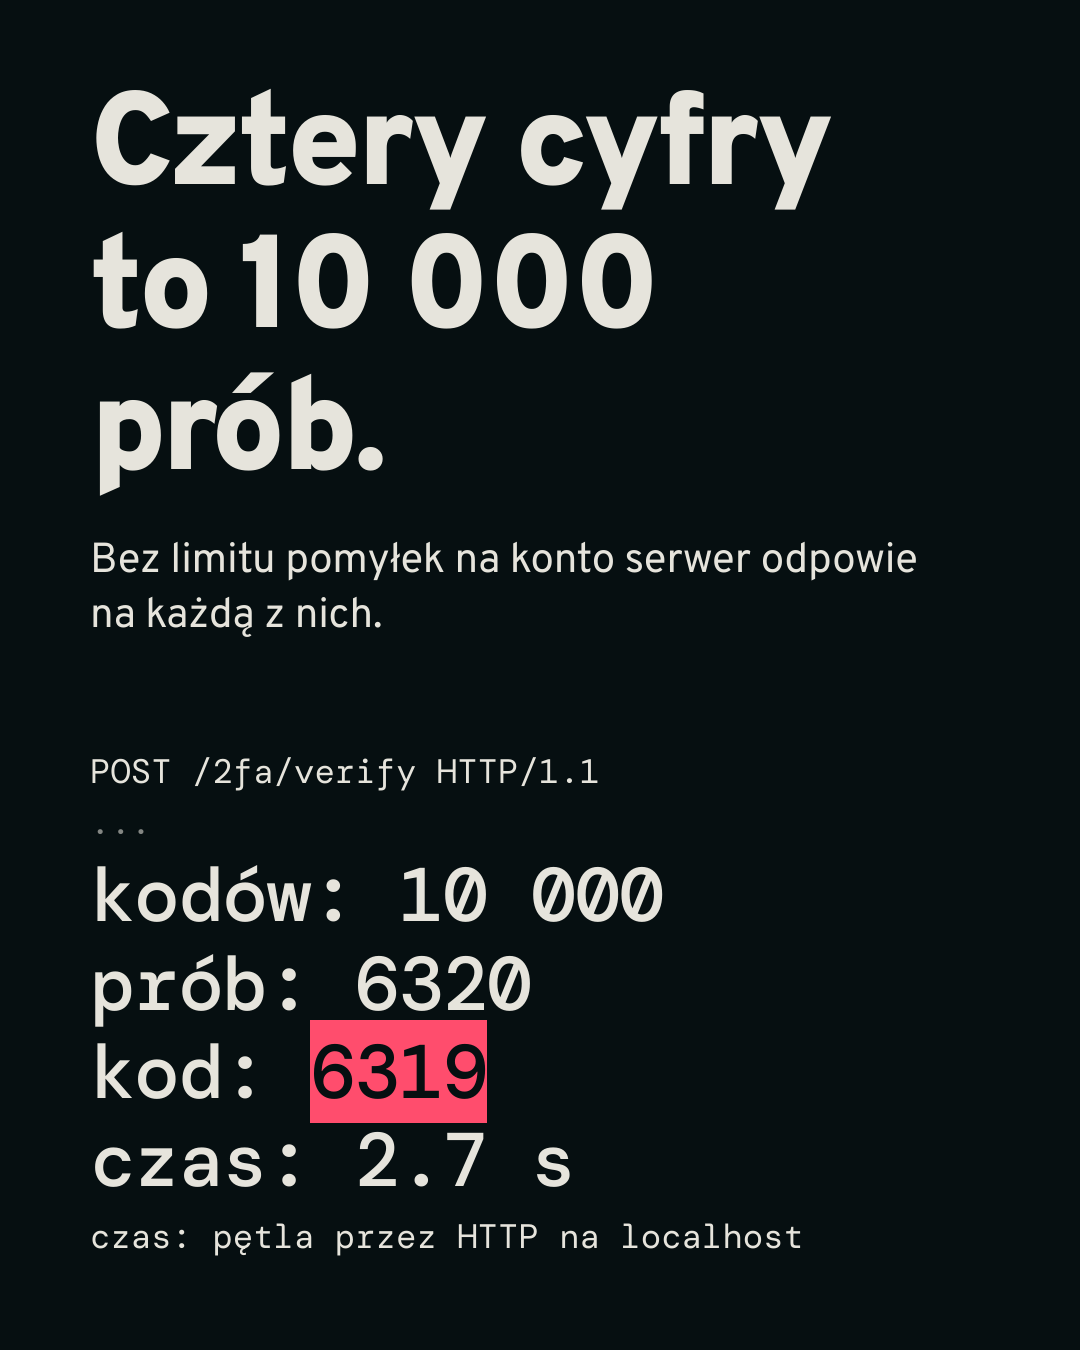 Cztery cyfry
to 10 000
prób.
Bez limitu pomyłek na konto serwer odpowie
na każdą z nich.
POST /2fa/verify HTTP/1.1
...
kodów: 10 000
prób: 6320
kod: 6319
czas: 2.7 s
czas: pętla przez HTTP na localhost